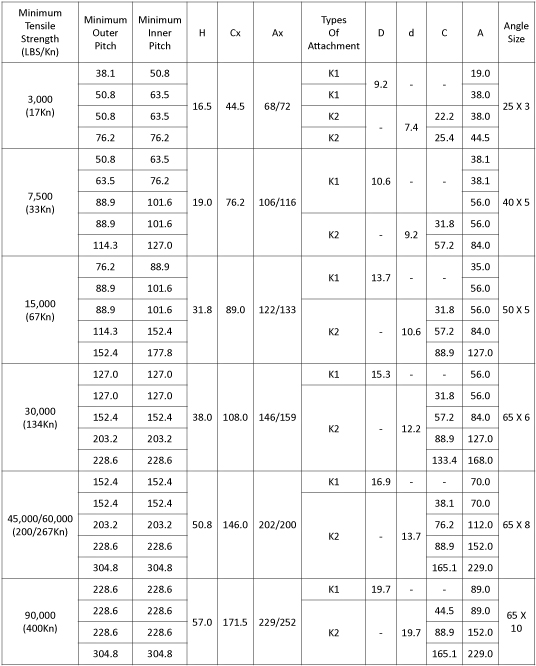 Minimum Tensile Strength (LBS/Kn) Minimum Outer Pitch Minimum Inner Pitch H Cx Ax Types Of Attachment D d C A Angle Size
3,000 (17Kn) 38.1 50.8 16.5 44.5 68/72 K1 9.2 - - 19.0 25 X 3
50.8 63.5 K1 38.0
50.8 63.5 K2 - 7.4 22.2 38.0
76.2 76.2 K2 25.4 44.5
7,500 (33Kn) 50.8 63.5 19.0 76.2 106/116 K1 10.6 - - 38.1 40 X 5
63.5 76.2 38.1
88.9 101.6 56.0
88.9 101.6 K2 - 9.2 31.8 56.0
114.3 127.0 57.2 84.0
15,000 (67Kn) 76.2 88.9 31.8 89.0 122/133 K1 13.7 - - 35.0 50 X 5
88.9 101.6 56.0
88.9 101.6 K2 - 10.6 31.8 56.0
114.3 152.4 57.2 84.0
152.4 177.8 88.9 127.0
30,000 (134Kn) 127.0 127.0 38.0 108.0 146/159 K1 15.3 - - 56.0 65 X 6
127.0 127.0 K2 - 12.2 31.8 56.0
152.4 152.4 57.2 84.0
203.2 203.2 88.9 127.0
228.6 228.6 133.4 168.0
45,000/60,000 (200/267Kn) 152.4 152.4 50.8 146.0 202/200 K1 16.9 - - 70.0 65 X 8
152.4 152.4 K2 - 13.7 38.1 70.0
203.2 203.2 76.2 112.0
228.6 228.6 88.9 152.0
304.8 304.8 165.1 229.0
90,000 (400Kn) 228.6 228.6 57.0 171.5 229/252 K1 19.7 - - 89.0 65 X 10
228.6 228.6 K2 - 19.7 44.5 89.0
228.6 228.6 88.9 152.0
304.8 304.8 165.1 229.0